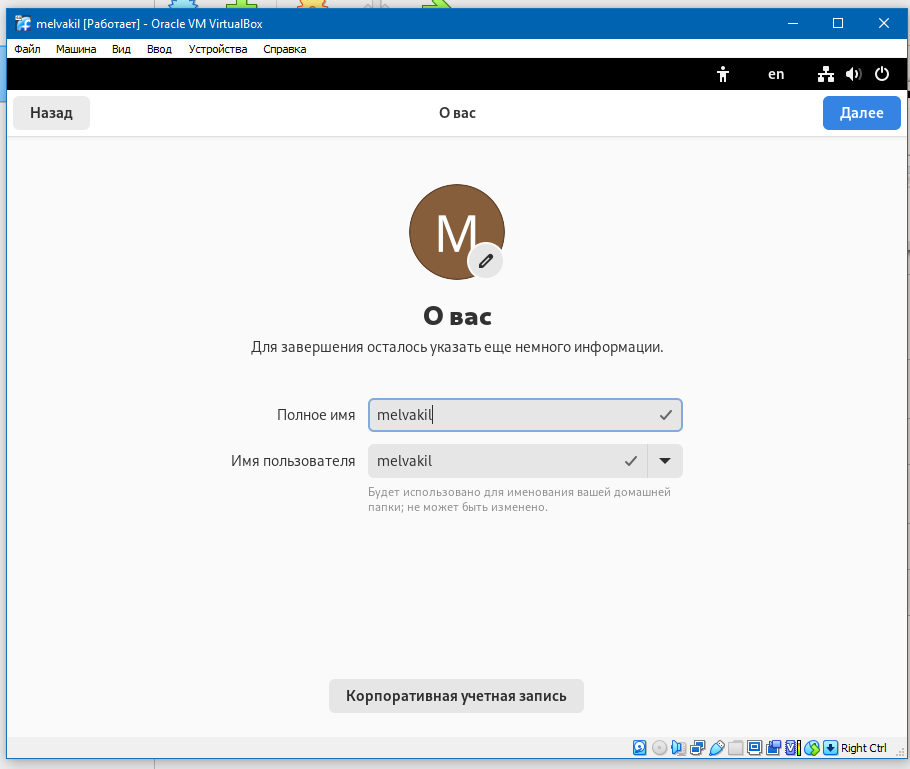 melvakil [Работает] - Oracle VM VirtualBox
Файл Машина Вид Ввод Устройства Справка
en
Назад О вас Далее
M
О вас
Для завершения осталось указать еще немного информации.
Полное имя melvakil
Имя пользователя melvakil
Будет использовано для именования вашей домашней
папки; не может быть изменено.
Корпоративная учетная запись
Right Ctrl